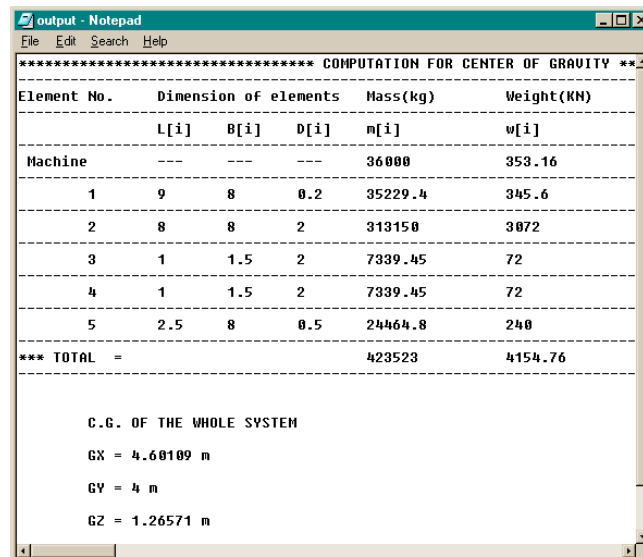 output - Notepad
File Edit Search Help
********************************** COMPUTATION FOR CENTER OF GRAVITY **
Element No. Dimension of elements Mass(kg) Weight(KN)
L[i] B[i] D[i] m[i] w[i]
Machine --- --- --- 36000 353.16
1 9 8 0.2 35229.4 345.6
2 8 8 2 313150 3072
3 1 1.5 2 7339.45 72
4 1 1.5 2 7339.45 72
5 2.5 8 0.5 24464.8 240
*** TOTAL = 423523 4154.76
C.G. OF THE WHOLE SYSTEM
GX = 4.60109 m
GY = 4 m
GZ = 1.26571 m